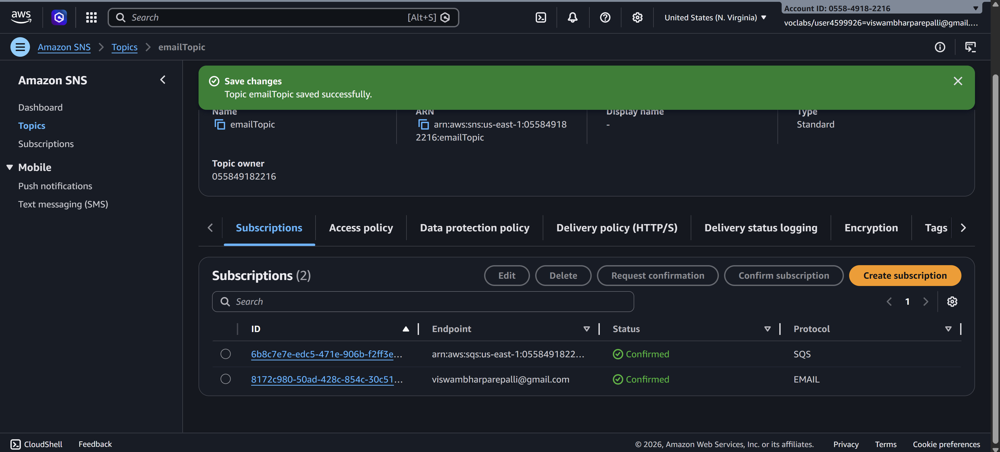 aws
Search
[Alt+S]
United States (N. Virginia)
Account ID: 0558-4918-2216
voclabs/user4599926=viswambharparepalli@gmail....
Amazon SNS
Topics
emailTopic
Amazon SNS
Dashboard
Topics
Subscriptions
Mobile
Push notifications
Text messaging (SMS)
Save changes
Topic emailTopic saved successfully.
Name
emailTopic
ARN
arn:aws:sns:us-east-1:05584918
2216:emailTopic
Display name
-
Type
Standard
Topic owner
055849182216
Subscriptions
Access policy
Data protection policy
Delivery policy (HTTP/S)
Delivery status logging
Encryption
Tags
Subscriptions (2)
Edit
Delete
Request confirmation
Confirm subscription
Create subscription
Search
1
ID
Endpoint
Status
Protocol
6b8c7e7e-edc5-471e-906b-f2ff3e...
arn:aws:sqs:us-east-1:0558491822...
Confirmed
SQS
8172c980-50ad-428c-854c-30c51...
viswambharparepalli@gmail.com
Confirmed
EMAIL
CloudShell
Feedback
© 2026, Amazon Web Services, Inc. or its affiliates.
Privacy
Terms
Cookie preferences